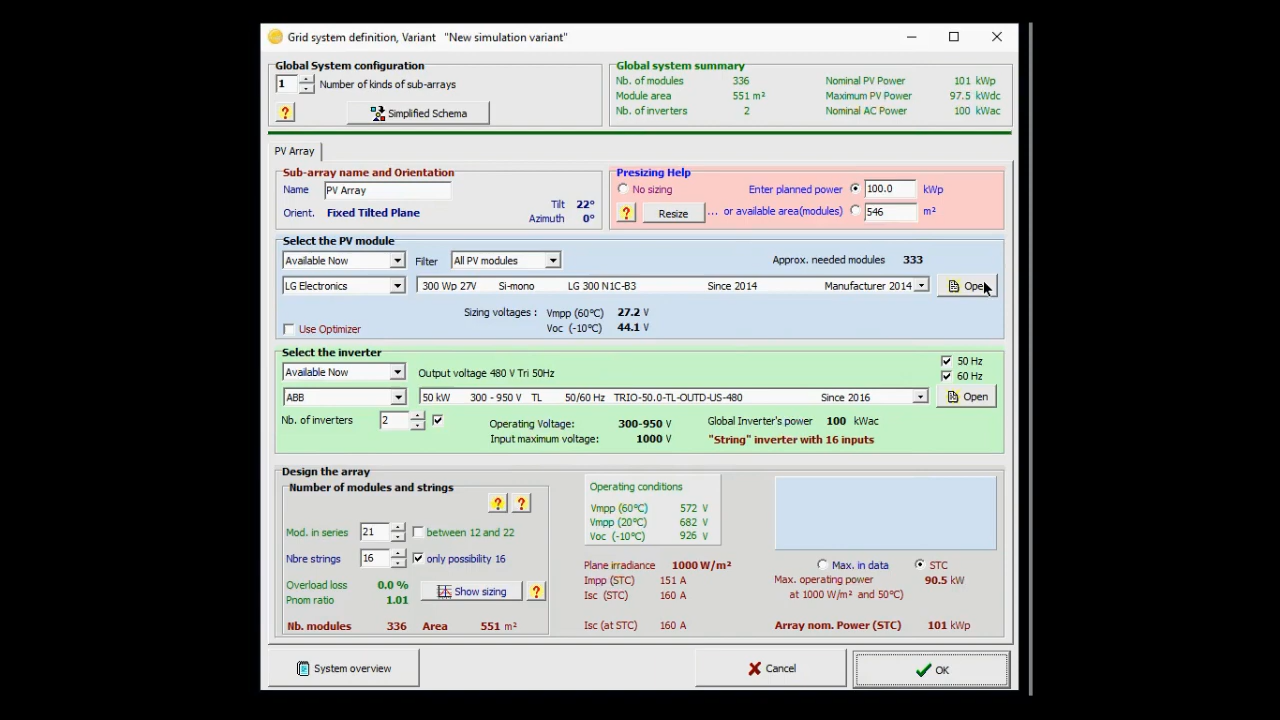 Grid system definition, Variant "New simulation variant"
Global System configuration
1 Number of kinds of sub-arrays
? Simplified Schema
Global system summary
Nb. of modules 336 Nominal PV Power 101 kWp
Module area 551 m² Maximum PV Power 97.5 kWdc
Nb. of inverters 2 Nominal AC Power 100 kWac
PV Array
Sub-array name and Orientation
Name PV Array
Orient. Fixed Tilted Plane
Tilt 22°
Azimuth 0°
Presizing Help
No sizing Enter planned power 100.0 kWp
? Resize ... or available area(modules) 546 m²
Select the PV module
Available Now Filter All PV modules Approx. needed modules 333
LG Electronics 300 Wp 27V Si-mono LG 300 N1C-B3 Since 2014 Manufacturer 2014 Open
Sizing voltages : Vmpp (60°C) 27.2 V
Voc (-10°C) 44.1 V
Use Optimizer
Select the inverter
50 Hz
60 Hz
Available Now Output voltage 480 V Tri 50Hz
ABB 50 kW 300 - 950 V TL 50/60 Hz TRIO-50.0-TL-OUTD-US-480 Since 2016 Open
Nb. of inverters 2
Operating Voltage: 300-950 V Global Inverter's power 100 kWac
Input maximum voltage: 1000 V "String" inverter with 16 inputs
Design the array
Number of modules and strings
? ?
Mod. in series 21 between 12 and 22
Nbre strings 16 only possibility 16
Overload loss 0.0 %
Pnom ratio 1.01
Show sizing ?
Nb. modules 336 Area 551 m²
Operating conditions
Vmpp (60°C) 572 V
Vmpp (20°C) 682 V
Voc (-10°C) 926 V
Plane irradiance 1000 W/m²
Impp (STC) 151 A
Isc (STC) 160 A
Isc (at STC) 160 A
Max. in data STC
Max. operating power 90.5 kW
at 1000 W/m² and 50°C)
Array nom. Power (STC) 101 kWp
System overview Cancel OK